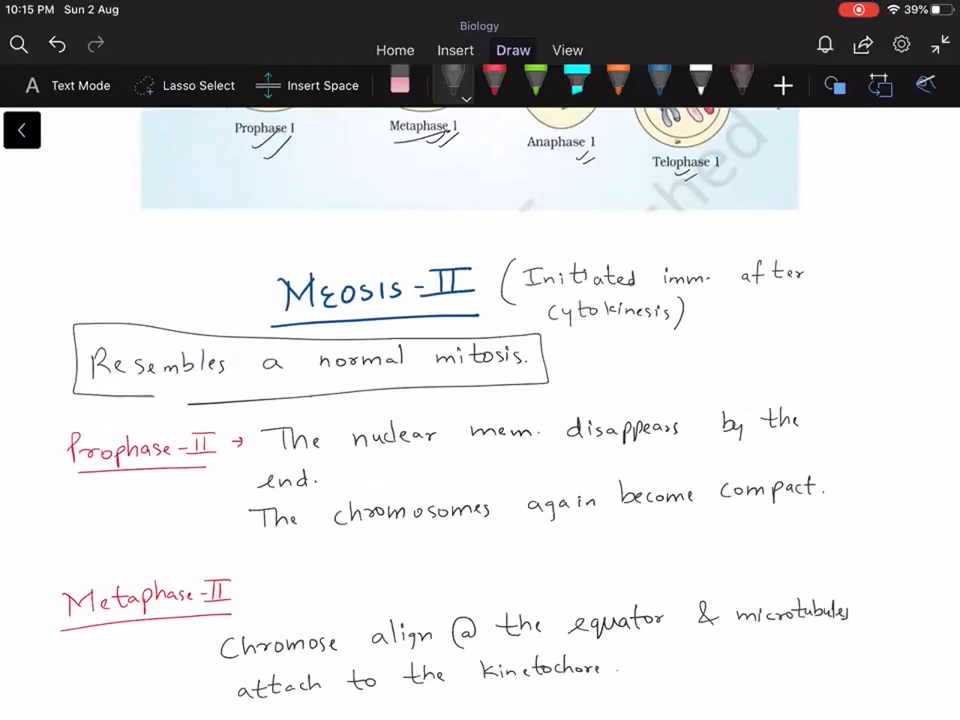 10:15 PM Sun 2 Aug
39%
Biology
Home Insert Draw View
Text Mode Lasso Select Insert Space
Prophase I Metaphase 1 Anaphase 1 Telophase 1
shed
MEOSIS-II (Initiated imm. after
cytokinesis)
Resembles a normal mitosis.
Prophase-II → The nuclear mem. disappears by the
end.
The chromosomes again become compact.
Metaphase-II
Chromose align @ the equator & microtubules
attach to the kinetochore.